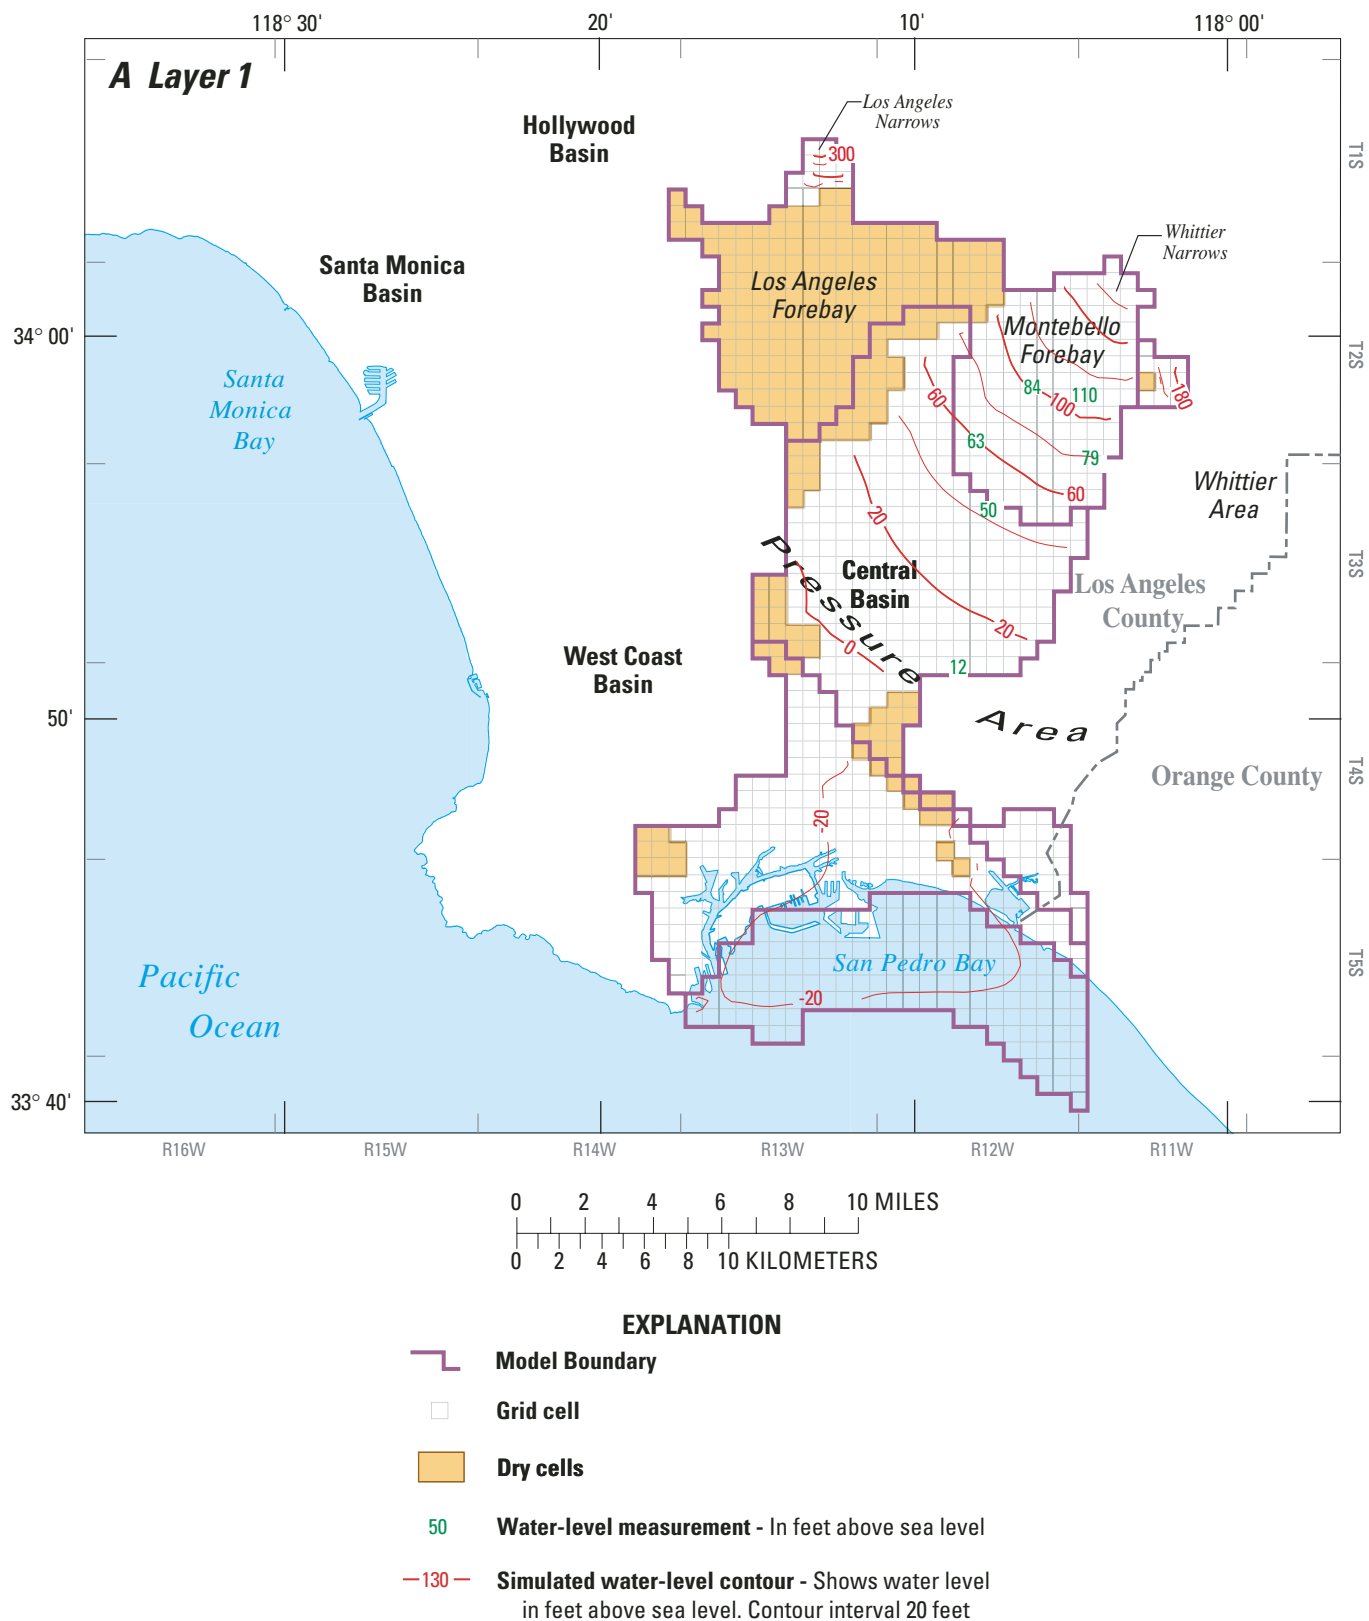 118° 30'
20'
10'
118° 00'
A Layer 1
Los Angeles
Narrows
Hollywood
Basin
300
T1S
Whittier
Narrows
Santa Monica
Basin
Los Angeles
Forebay
34° 00'
Montebello
Forebay
T2S
Santa
Monica
Bay
84
110
180
60
100
63
79
Whittier
Area
60
50
20
Pressure
Central
Basin
T3S
Los Angeles
County
20
0
West Coast
Basin
12
50'
Area
T4S
Orange County
-20
Pacific
Ocean
San Pedro Bay
T5S
-20
33° 40'
R16W
R15W
R14W
R13W
R12W
R11W
0 2 4 6 8 10 MILES
0 2 4 6 8 10 KILOMETERS
EXPLANATION
Model Boundary
Grid cell
Dry cells
50 Water-level measurement - In feet above sea level
130 Simulated water-level contour - Shows water level
in feet above sea level. Contour interval 20 feet